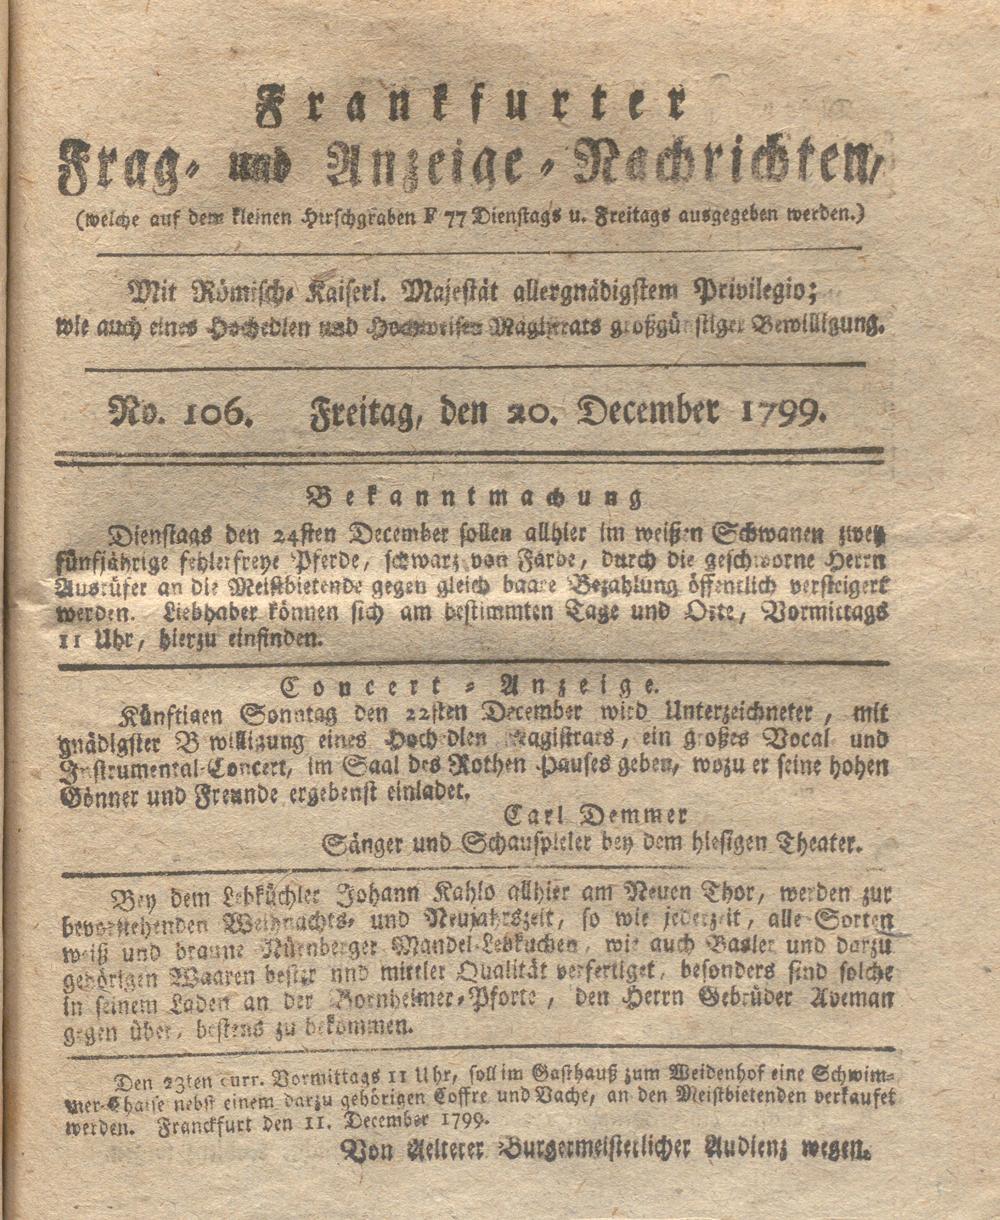 Frankfurter
Frag- und Anzeige-Nachrichten,
(welche auf dem kleinen Hirschgraben F 77 Dienstags u. Freitags ausgegeben werden.)
Mit Römisch- Kaiserl. Majestät allergnädigstem Privilegio;
wie auch eines Hochedlen und Hochweisen Magistrats großgünstiger Bewilligung.
No. 106. Freitag, den 20. December 1799.
Bekanntmachung
Dienstags den 24sten December sollen allhier im weißen Schwanen zwey
fünfjährige fehlerfreye Pferde, schwarz von Farbe, durch die geschworne Herrn
Ausrüfer an die Meistbietende gegen gleich baare Bezahlung öffentlich versteigert
werden. Liebhaber können sich am bestimmten Tage und Orte, Vormittags
11 Uhr, hierzu einfinden.
Concert-Anzeige.
Künftigen Sonntag den 22sten December wird Unterzeichneter, mit
gnädigster Bewilligung eines Hochedlen Magistrats, ein großes Vocal- und
Instrumental-Concert, im Saal des Rothen Hauses geben, wozu er seine hohen
Gönner und Freunde ergebenst einladet.
Carl Demmer
Sänger und Schauspieler bey dem hiesigen Theater.
Bey dem Lebküchler Johann Kahlo allhier am Neuen Thor, werden zur
bevorstehenden Weihnachts- und Neujahrszeit, so wie jederzeit, alle Sorten
weiß und braune Nürnberger Mandel-Lebkuchen, wie auch Basler und darzu
gehörigen Waaren bester nnd mittler Qualität verfertiget, besonders sind solche
in seinem Laden an der Bornheimer-Pforte, den Herrn Gebrüder Aveman
gegen über, bestens zu bekommen.
Den 23ten curr. Vormittags 11 Uhr, soll im Gasthauß zum Weidenhof eine Schwim-
mer-Chaise nebst einem darzu gehörigen Coffre und Vache, an den Meistbietenden verkaufet
werden. Franckfurt den 11. December 1799.
Von Aelterer Burgermeisterlicher Audienz wegen.